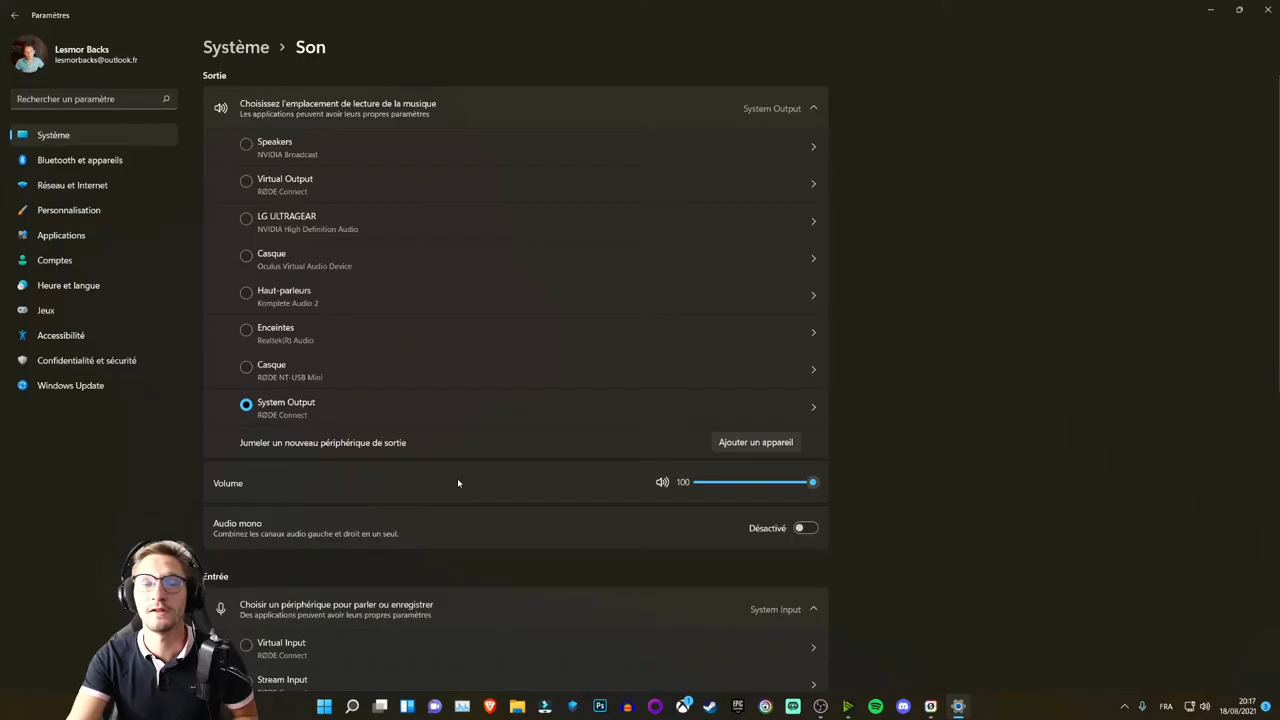 Paramètres
Lesmor Backs
lesmorbacks@outlook.fr
Rechercher un paramètre
Système
Bluetooth et appareils
Réseau et Internet
Personnalisation
Applications
Comptes
Heure et langue
Jeux
Accessibilité
Confidentialité et sécurité
Windows Update
Système > Son
Sortie
Choisissez l'emplacement de lecture de la musique
Les applications peuvent avoir leurs propres paramètres
System Output
Speakers
NVIDIA Broadcast
Virtual Output
RØDE Connect
LG ULTRAGEAR
NVIDIA High Definition Audio
Casque
Oculus Virtual Audio Device
Haut-parleurs
Komplete Audio 2
Enceintes
Realtek(R) Audio
Casque
RØDE NT-USB Mini
System Output
RØDE Connect
Jumeler un nouveau périphérique de sortie
Ajouter un appareil
Volume
100
Audio mono
Combinez les canaux audio gauche et droit en un seul.
Désactivé
Entrée
Choisir un périphérique pour parler ou enregistrer
Des applications peuvent avoir leurs propres paramètres
System Input
Virtual Input
RØDE Connect
Stream Input
RØDE Connect
Ps
EPIC
FRA
20:17
18/08/2021